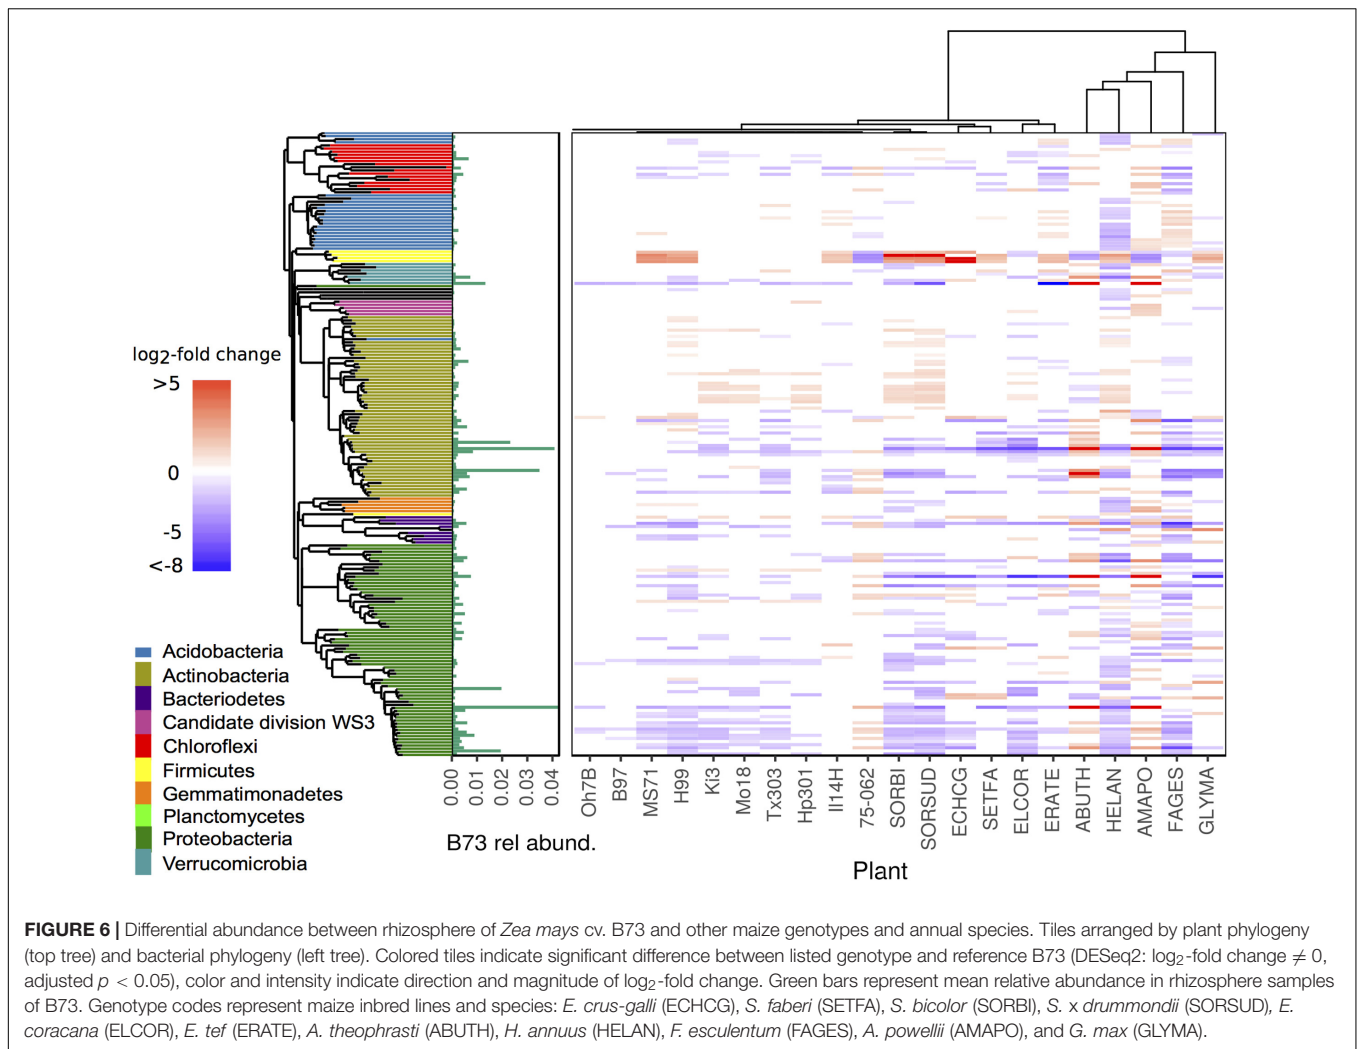 log2-fold change
>5
0
-5
<-8
Acidobacteria
Actinobacteria
Bacteriodetes
Candidate division WS3
Chloroflexi
Firmicutes
Gemmatimonadetes
Planctomycetes
Proteobacteria
Verrucomicrobia
0.00
0.01
0.02
0.03
0.04
B73 rel abund.
Oh7B
B97
MS71
H99
Ki3
Mo18
Tx303
Hp301
Il14H
75-062
SORBI
SORSUD
ECHCG
SETFA
ELCOR
ERATE
ABUTH
HELAN
AMAPO
FAGES
GLYMA
Plant
FIGURE 6 | Differential abundance between rhizosphere of Zea mays cv. B73 and other maize genotypes and annual species. Tiles arranged by plant phylogeny
(top tree) and bacterial phylogeny (left tree). Colored tiles indicate significant difference between listed genotype and reference B73 (DESeq2: log2-fold change ≠ 0,
adjusted p < 0.05), color and intensity indicate direction and magnitude of log2-fold change. Green bars represent mean relative abundance in rhizosphere samples
of B73. Genotype codes represent maize inbred lines and species: E. crus-galli (ECHCG), S. faberi (SETFA), S. bicolor (SORBI), S. x drummondii (SORSUD), E.
coracana (ELCOR), E. tef (ERATE), A. theophrasti (ABUTH), H. annuus (HELAN), F. esculentum (FAGES), A. powellii (AMAPO), and G. max (GLYMA).